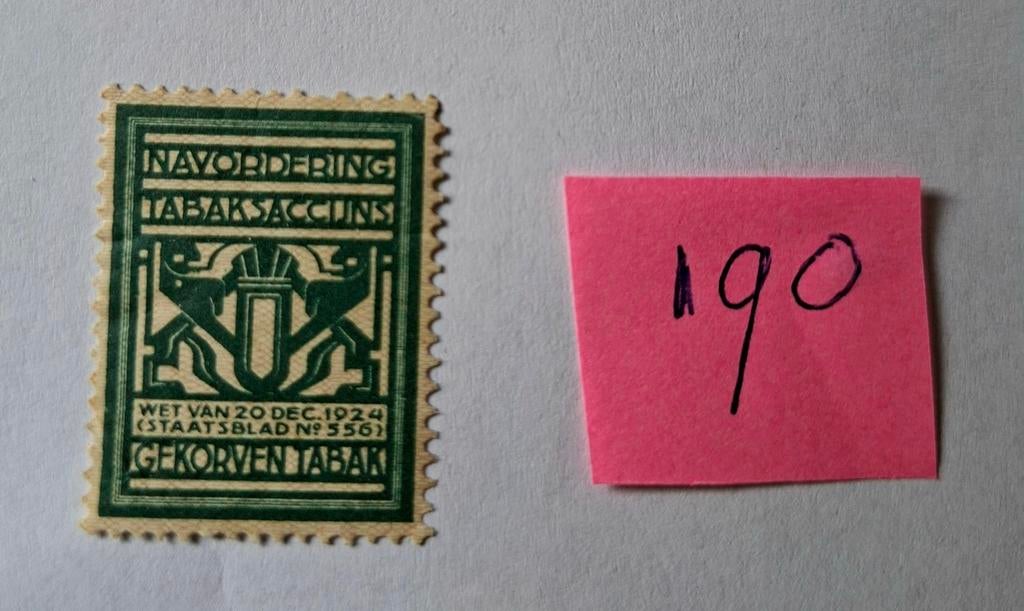 NAVORDERING
TABAKSACCIJNS
WET VAN 20 DEC. 1924
(STAATSBLAD Nº 556)
GEKORVEN TABAK
190